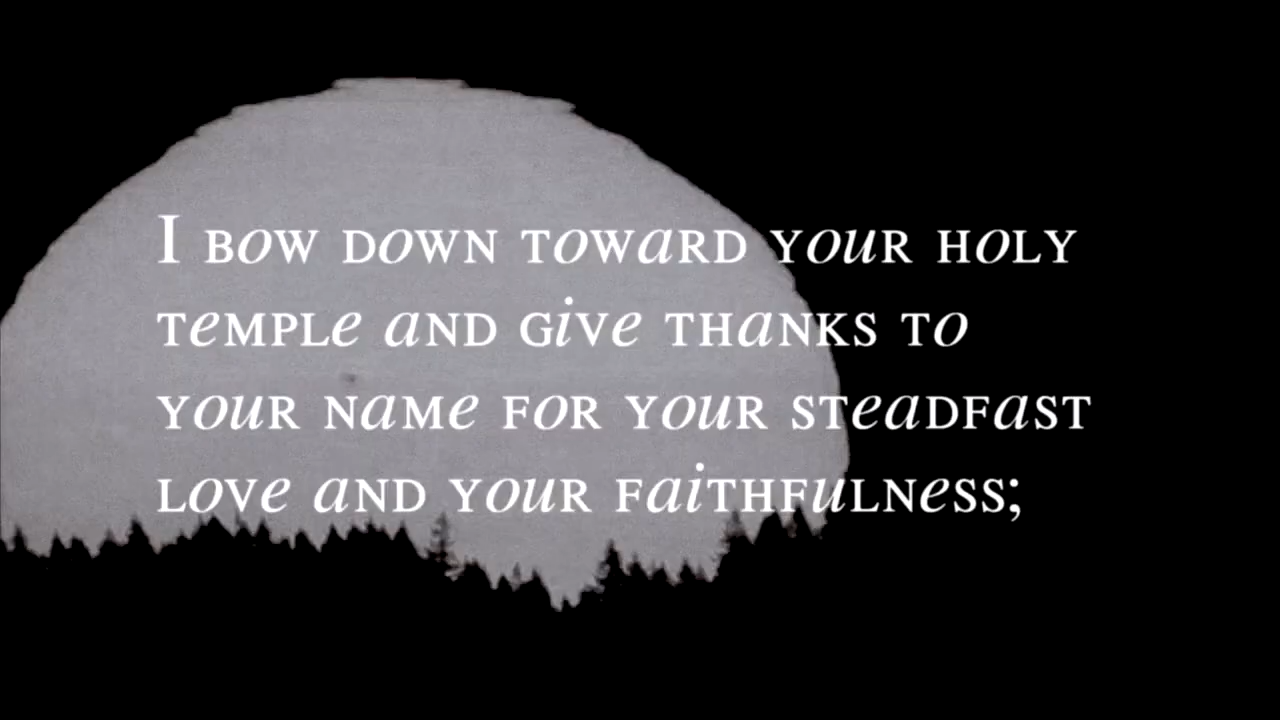 I bow down toward your holy
temple and give thanks to
your name for your steadfast
love and your faithfulness;